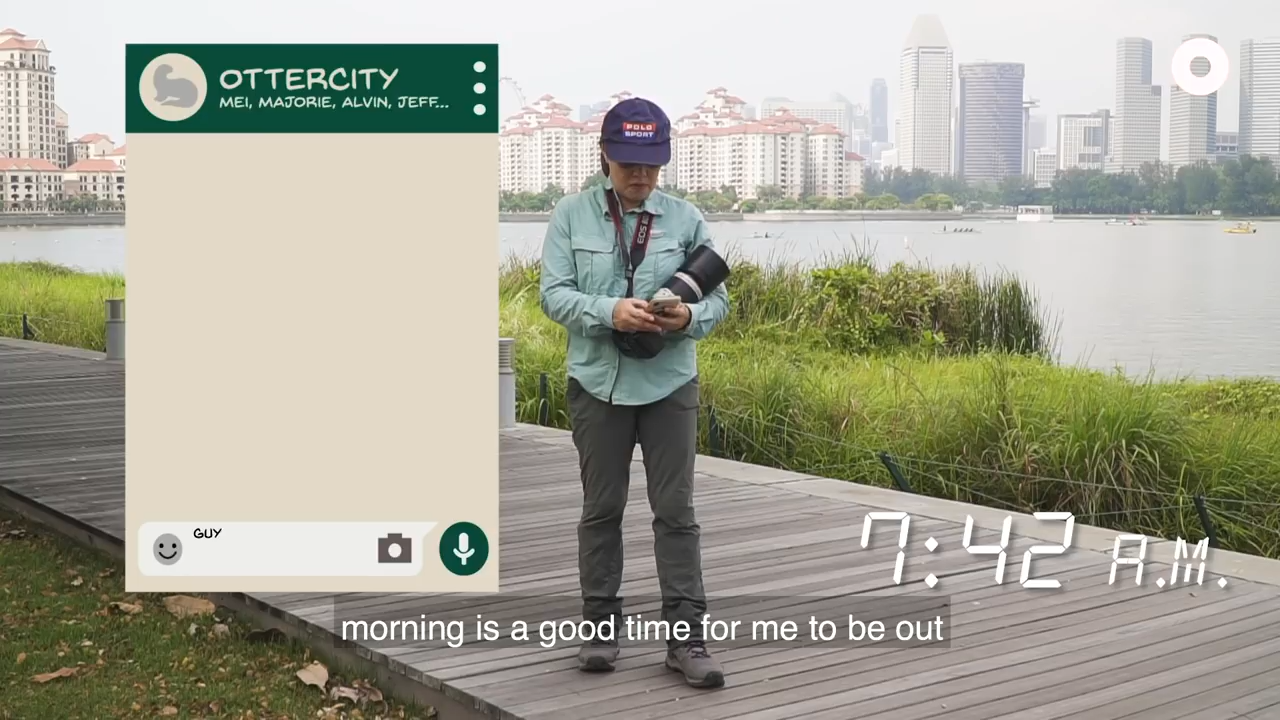 OTTERCITY
MEI, MAJORIE, ALVIN, JEFF...
POLO
SPORT
EOS
GUY
7:42 A.M.
morning is a good time for me to be out